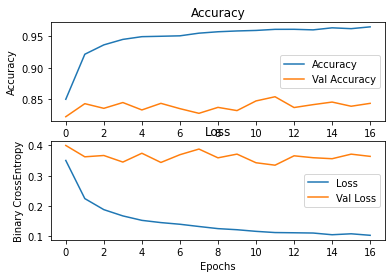 Accuracy
0.95
0.90
0.85
Accuracy
Accuracy
Val Accuracy
0 2 4 6 8 10 12 14 16
Loss
0.4
0.3
0.2
0.1
Binary CrossEntropy
Loss
Val Loss
0 2 4 6 8 10 12 14 16
Epochs